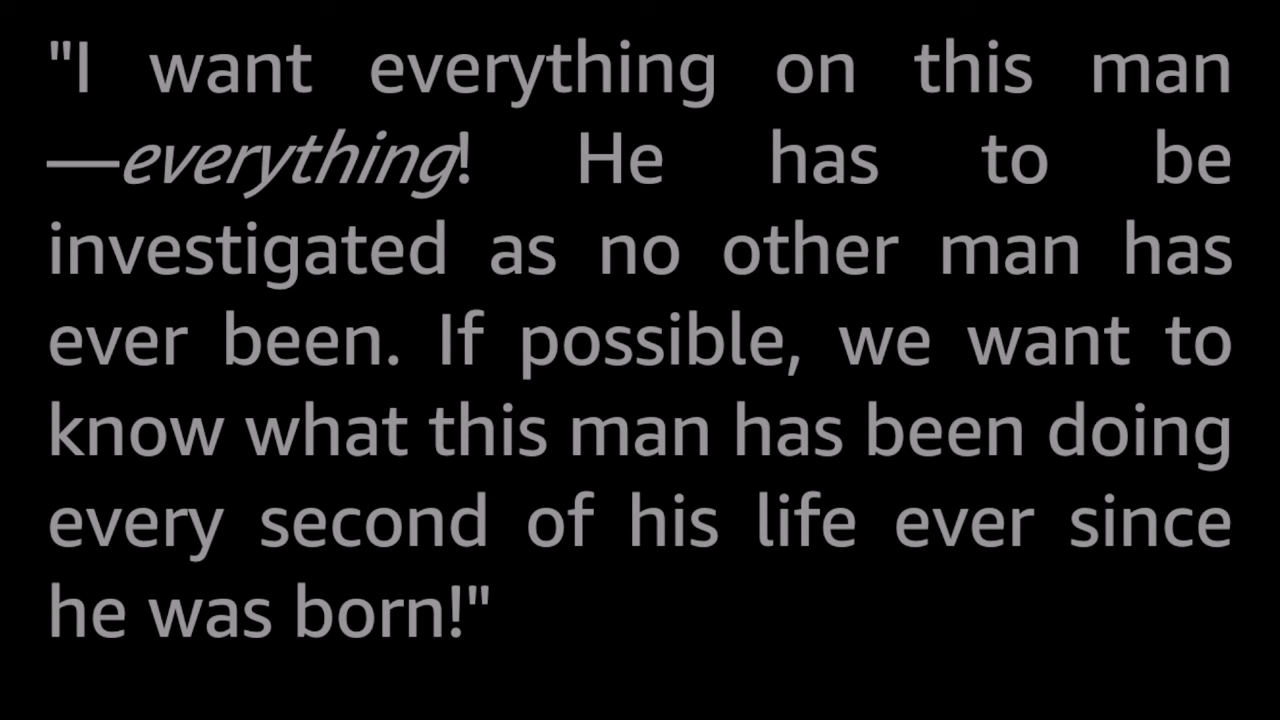 "I want everything on this man
—everything! He has to be
investigated as no other man has
ever been. If possible, we want to
know what this man has been doing
every second of his life ever since
he was born!"